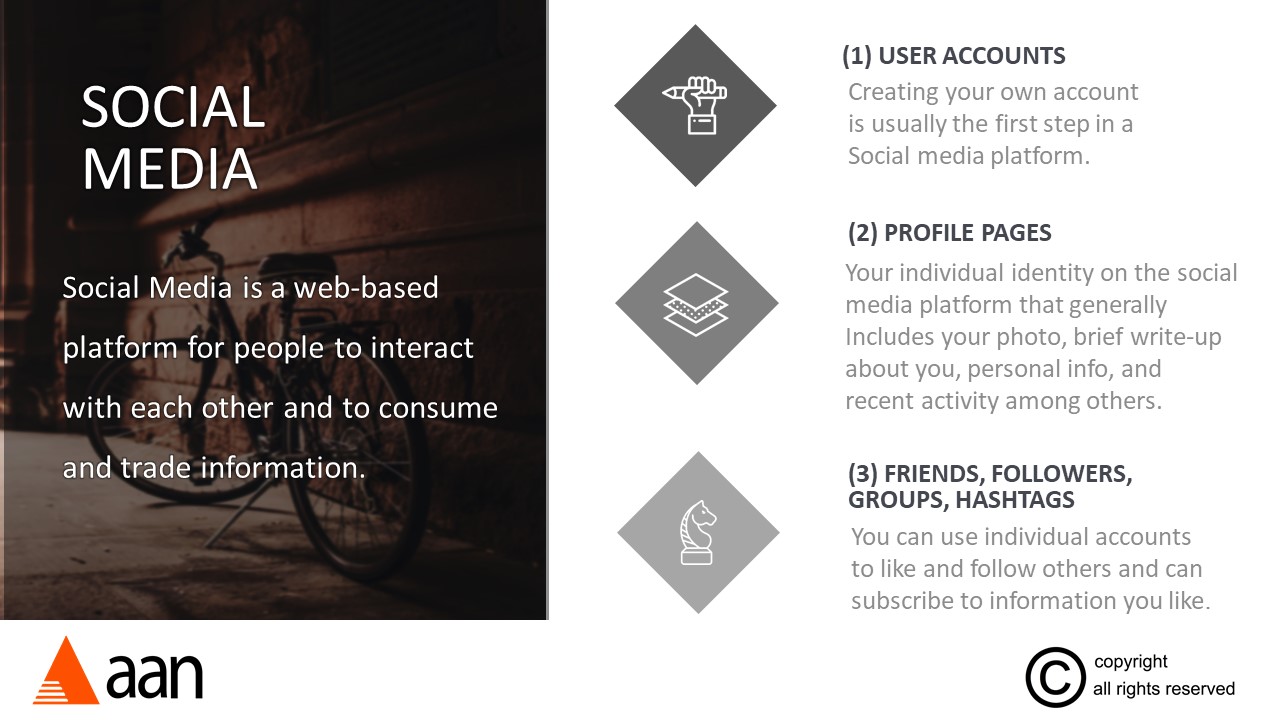 SOCIAL
MEDIA
Social Media is a web-based
platform for people to interact
with each other and to consume
and trade information.
(1) USER ACCOUNTS
Creating your own account
is usually the first step in a
Social media platform.
(2) PROFILE PAGES
Your individual identity on the social
media platform that generally
Includes your photo, brief write-up
about you, personal info, and
recent activity among others.
(3) FRIENDS, FOLLOWERS,
GROUPS, HASHTAGS
You can use individual accounts
to like and follow others and can
subscribe to information you like.
aan
©
copyright
all rights reserved